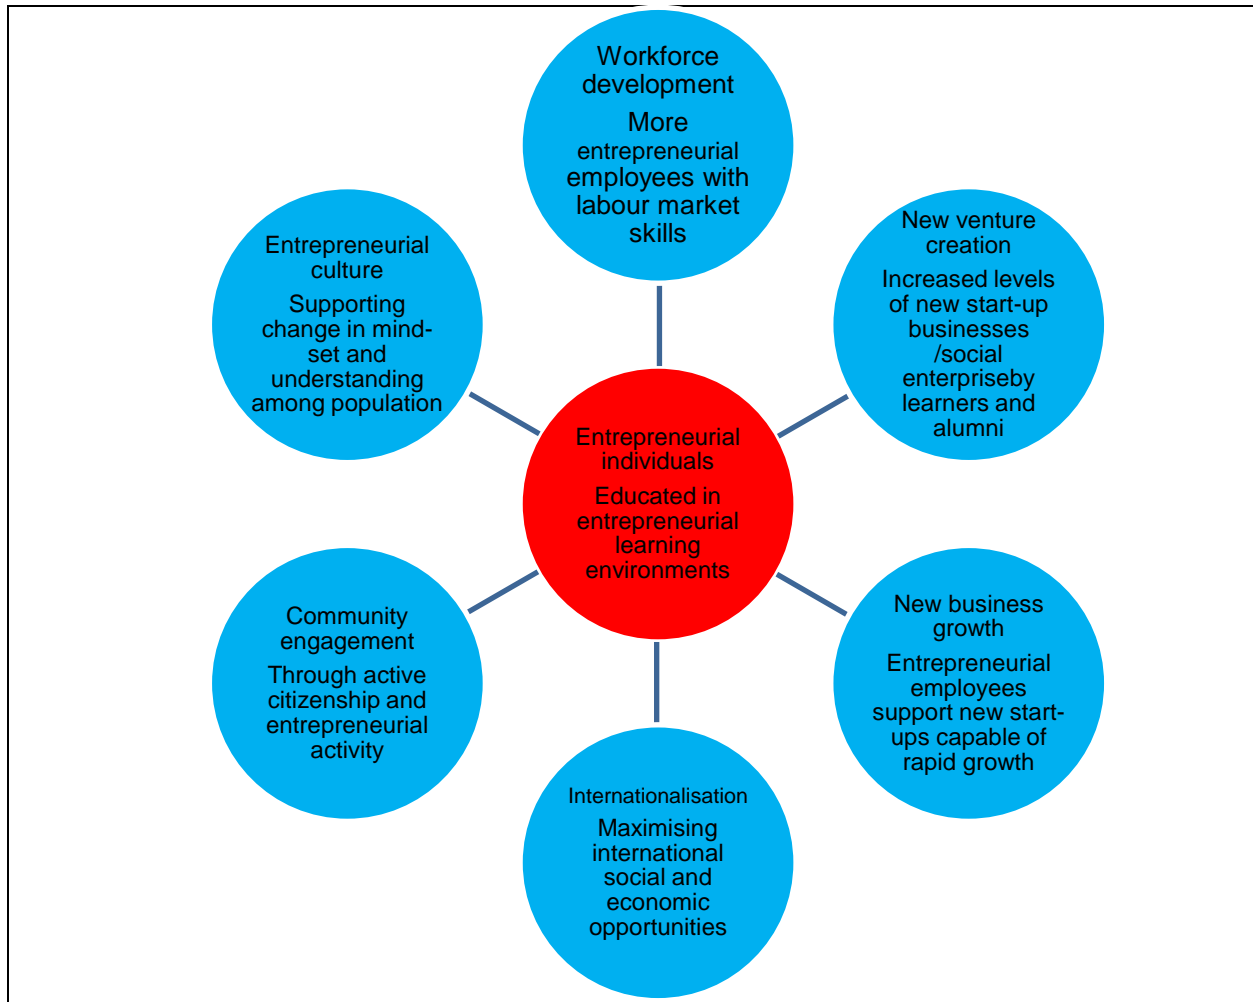 Workforce
development
More
entrepreneurial
employees with
labour market
skills
New venture
creation
Increased levels
of new start-up
businesses
/social
enterpriseby
learners and
alumni
New business
growth
Entrepreneurial
employees
support new start-
ups capable of
rapid growth
Internationalisation
Maximising
international
social and
economic
opportunities
Community
engagement
Through active
citizenship and
entrepreneurial
activity
Entrepreneurial
culture
Supporting
change in mind-
set and
understanding
among population
Entrepreneurial
individuals
Educated in
entrepreneurial
learning
environments